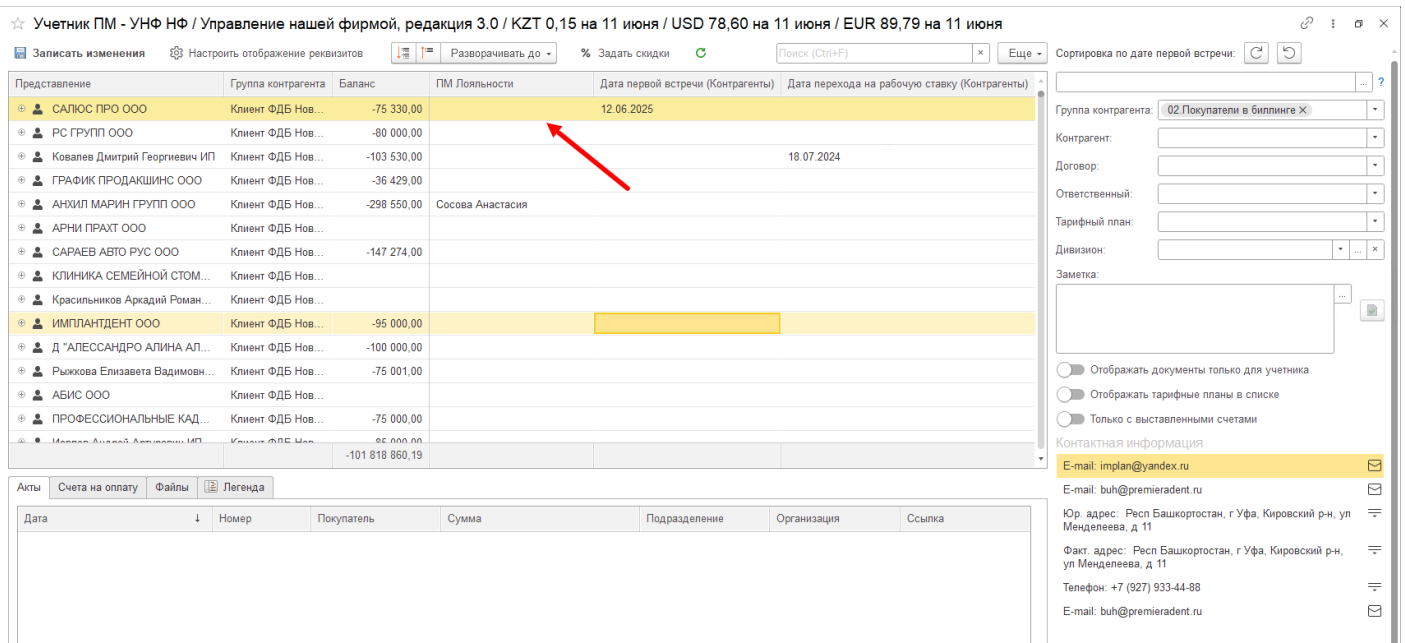 Учетник ПМ - УНФ НФ / Управление нашей фирмой, редакция 3.0 / KZT 0,15 на 11 июня / USD 78,60 на 11 июня / EUR 89,79 на 11 июня
Записать изменения Настроить отображение реквизитов Разворачивать до % Задать скидки Поиск (Ctrl+F) × Еще Сортировка по дате первой встречи:
Представление Группа контрагента Баланс ПМ Лояльности Дата первой встречи (Контрагенты) Дата перехода на рабочую ставку (Контрагенты)
САЛЮС ПРО ООО Клиент ФДБ Нов... -75 330,00 12.06.2025
РС ГРУПП ООО Клиент ФДБ Нов... -80 000,00
Ковалев Дмитрий Георгиевич ИП Клиент ФДБ Нов... -103 530,00 18.07.2024
ГРАФИК ПРОДАКШИНС ООО Клиент ФДБ Нов... -36 429,00
АНХИЛ МАРИН ГРУПП ООО Клиент ФДБ Нов... -298 550,00 Сосова Анастасия
АРНИ ПРАХТ ООО Клиент ФДБ Нов...
САРАЕВ АВТО РУС ООО Клиент ФДБ Нов... -147 274,00
КЛИНИКА СЕМЕЙНОЙ СТОМ... Клиент ФДБ Нов...
Красильников Аркадий Роман... Клиент ФДБ Нов...
ИМПЛАНТДЕНТ ООО Клиент ФДБ Нов... -95 000,00
Д "АЛЕССАНДРО АЛИНА АЛ... Клиент ФДБ Нов... -100 000,00
Рыжкова Елизавета Вадимовн... Клиент ФДБ Нов... -75 001,00
АБИС ООО Клиент ФДБ Нов...
ПРОФЕССИОНАЛЬНЫЕ КАД... Клиент ФДБ Нов... -75 000,00
Андрей Артурович ИП Клиент ФДБ Нов... -85 000,00
-101 818 860,19
... ?
Группа контрагента: 02.Покупатели в биллинге ×
Контрагент:
Договор:
Ответственный:
Тарифный план:
Дивизион: ... ×
Заметка:
...
Отображать документы только для учетника
Отображать тарифные планы в списке
Только с выставленными счетами
Контактная информация
E-mail: implan@yandex.ru
E-mail: buh@premieradent.ru
Юр. адрес: Респ Башкортостан, г Уфа, Кировский р-н, ул
Менделеева, д 11
Факт. адрес: Респ Башкортостан, г Уфа, Кировский р-н,
ул Менделеева, д 11
Телефон: +7 (927) 933-44-88
E-mail: buh@premieradent.ru
Акты Счета на оплату Файлы Легенда
Дата ↓ Номер Покупатель Сумма Подразделение Организация Ссылка